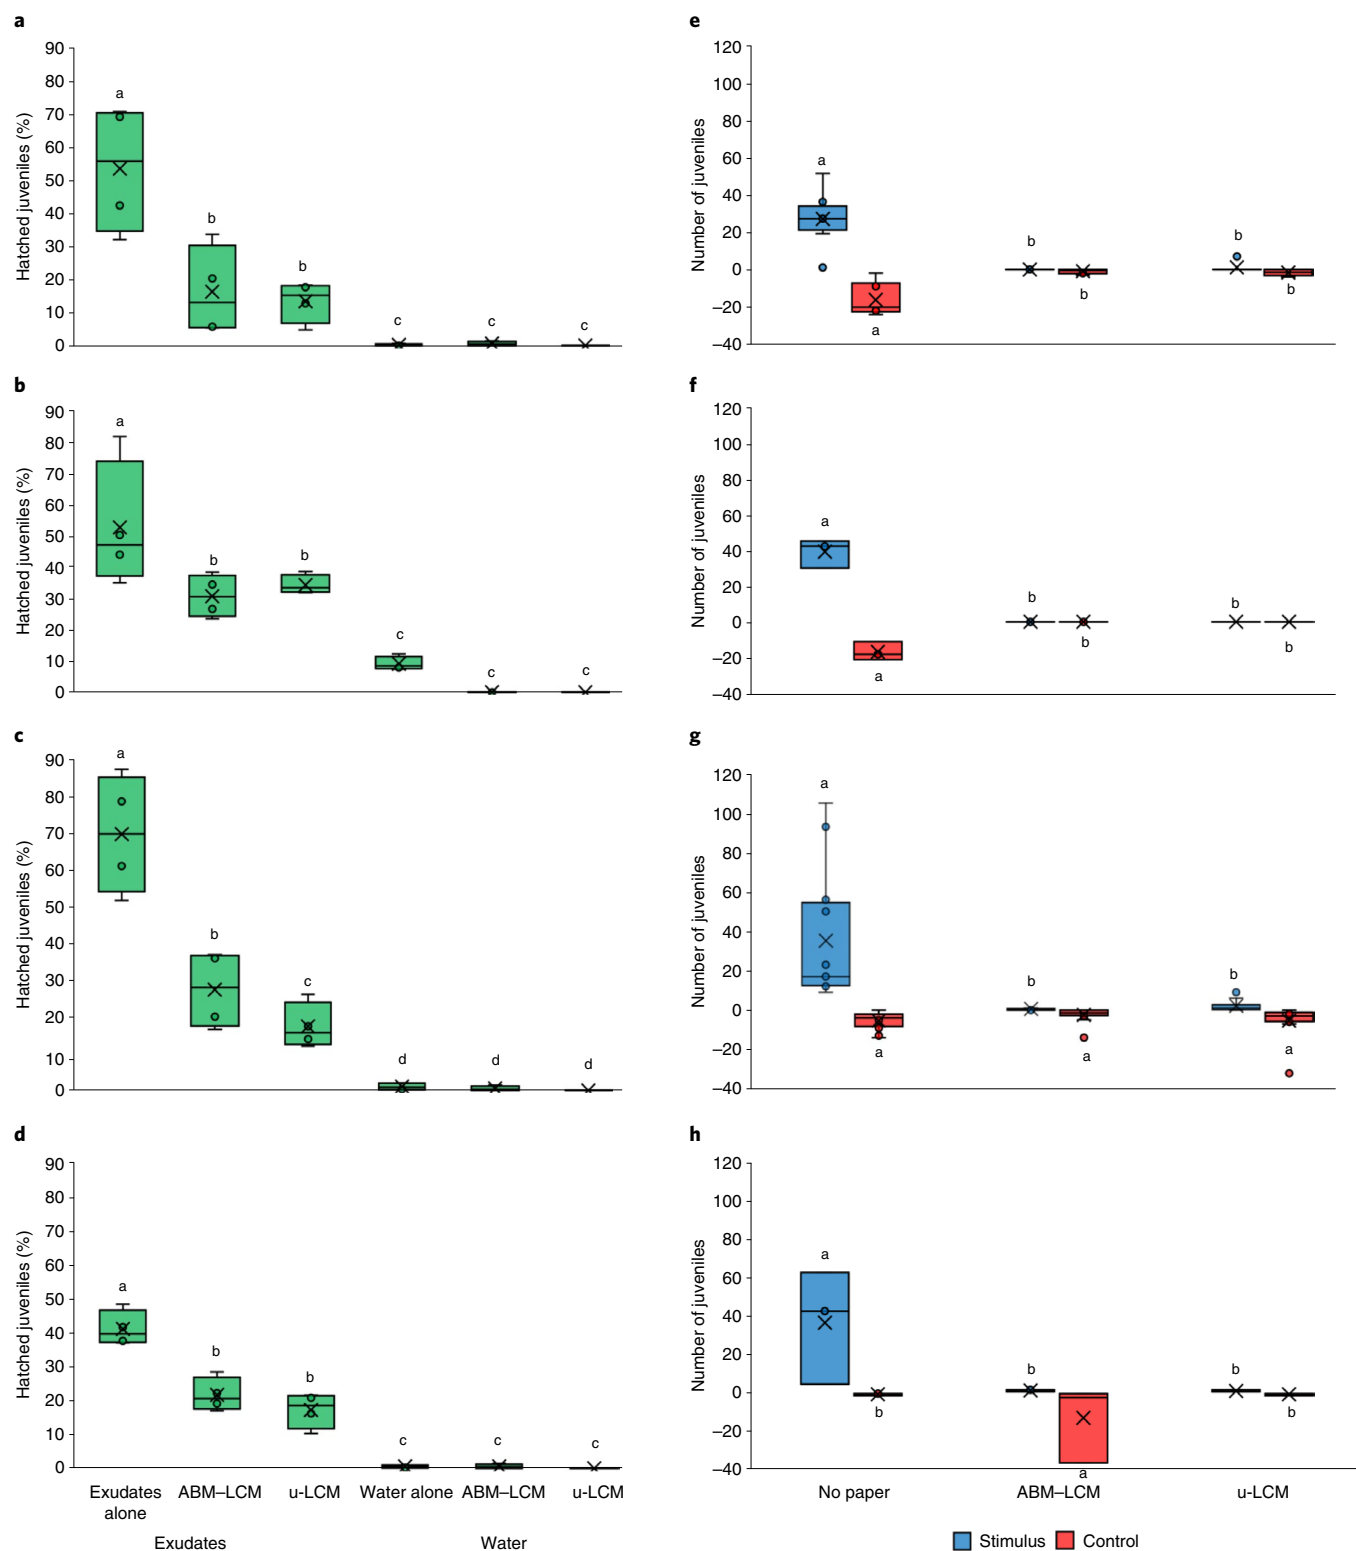 a
Hatched juveniles (%)
90
80
70
60
50
40
30
20
10
0
a
b
b
c
c
c
b
Hatched juveniles (%)
90
80
70
60
50
40
30
20
10
0
a
b
b
c
c
c
c
Hatched juveniles (%)
90
80
70
60
50
40
30
20
10
0
a
b
c
d
d
d
d
Hatched juveniles (%)
90
80
70
60
50
40
30
20
10
0
a
b
b
c
c
c
Exudates alone
ABM–LCM
u-LCM
Water alone
ABM–LCM
u-LCM
Exudates
Water
e
Number of juveniles
120
100
80
60
40
20
0
–20
–40
a
a
b
b
b
b
f
Number of juveniles
120
100
80
60
40
20
0
–20
–40
a
a
b
b
b
b
g
Number of juveniles
120
100
80
60
40
20
0
–20
–40
a
a
b
a
b
a
h
Number of juveniles
120
100
80
60
40
20
0
–20
–40
a
b
b
a
b
b
No paper
ABM–LCM
u-LCM
Stimulus
Control